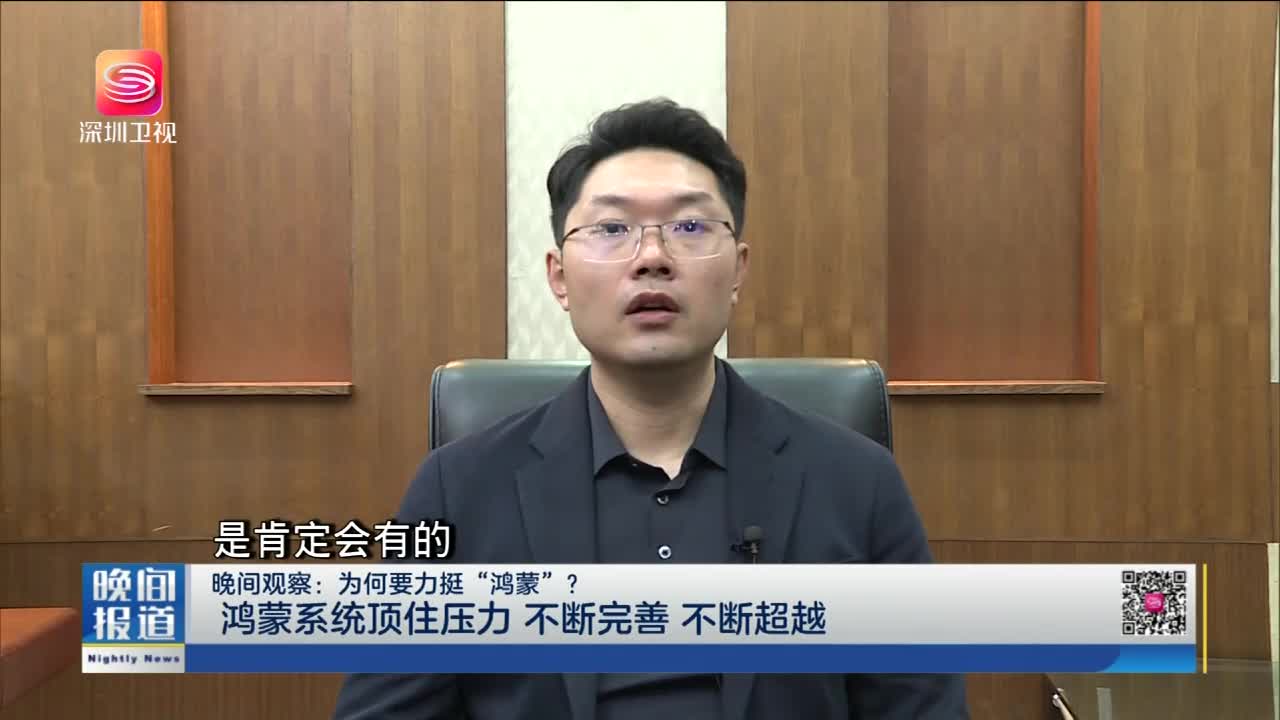 深圳卫视
是肯定会有的
晚间观察：为何要力挺“鸿蒙”？
晚间
报道
鸿蒙系统顶住压力 不断完善 不断超越
Nightly News